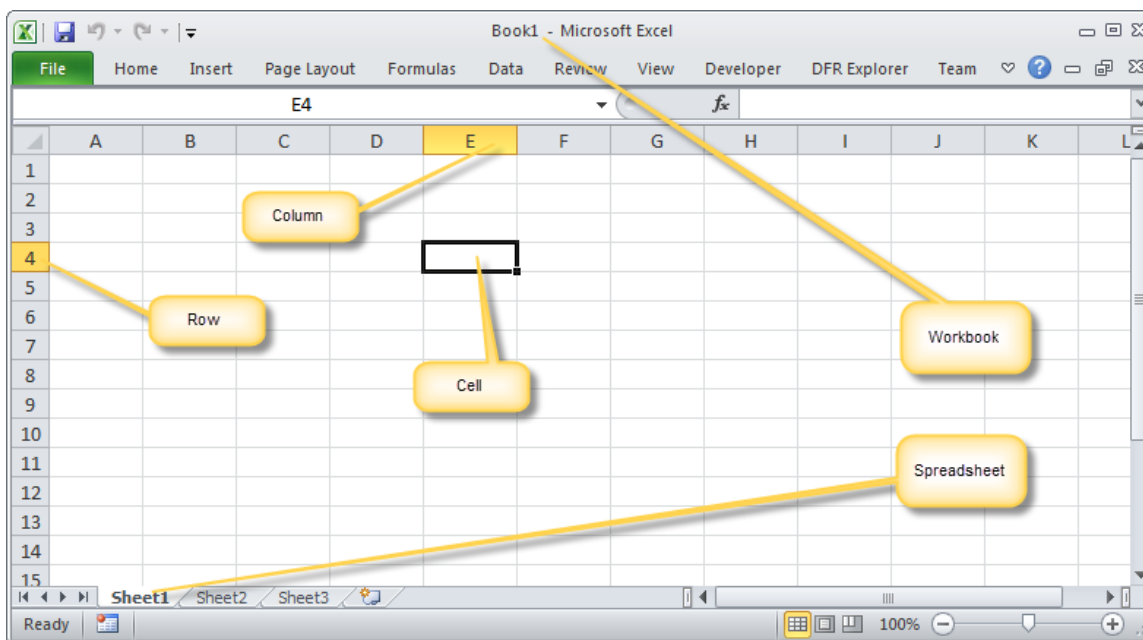 Book1 - Microsoft Excel
File Home Insert Page Layout Formulas Data Review View Developer DFR Explorer Team ?
E4 fx
A B C D E F G H I J K L
1
2
Column
3
4
5
6
Row
7
Workbook
8
Cell
9
10
11
Spreadsheet
12
13
14
15
Sheet1 Sheet2 Sheet3
Ready 100%